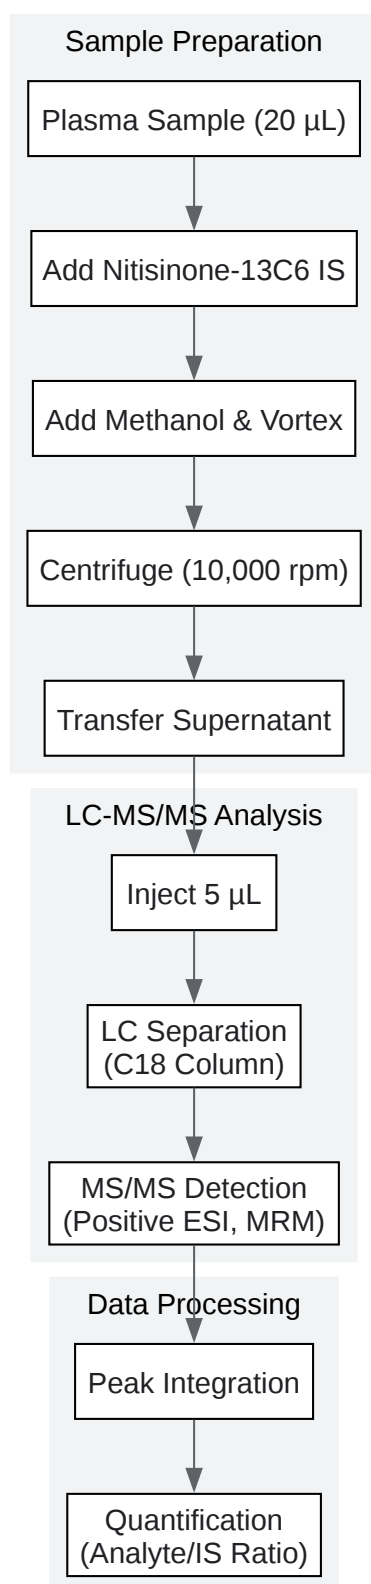 Sample Preparation
Plasma Sample (20 µL)
Add Nitisinone-13C6 IS
Add Methanol & Vortex
Centrifuge (10,000 rpm)
Transfer Supernatant
LC-MS/MS Analysis
Inject 5 µL
LC Separation
(C18 Column)
MS/MS Detection
(Positive ESI, MRM)
Data Processing
Peak Integration
Quantification
(Analyte/IS Ratio)